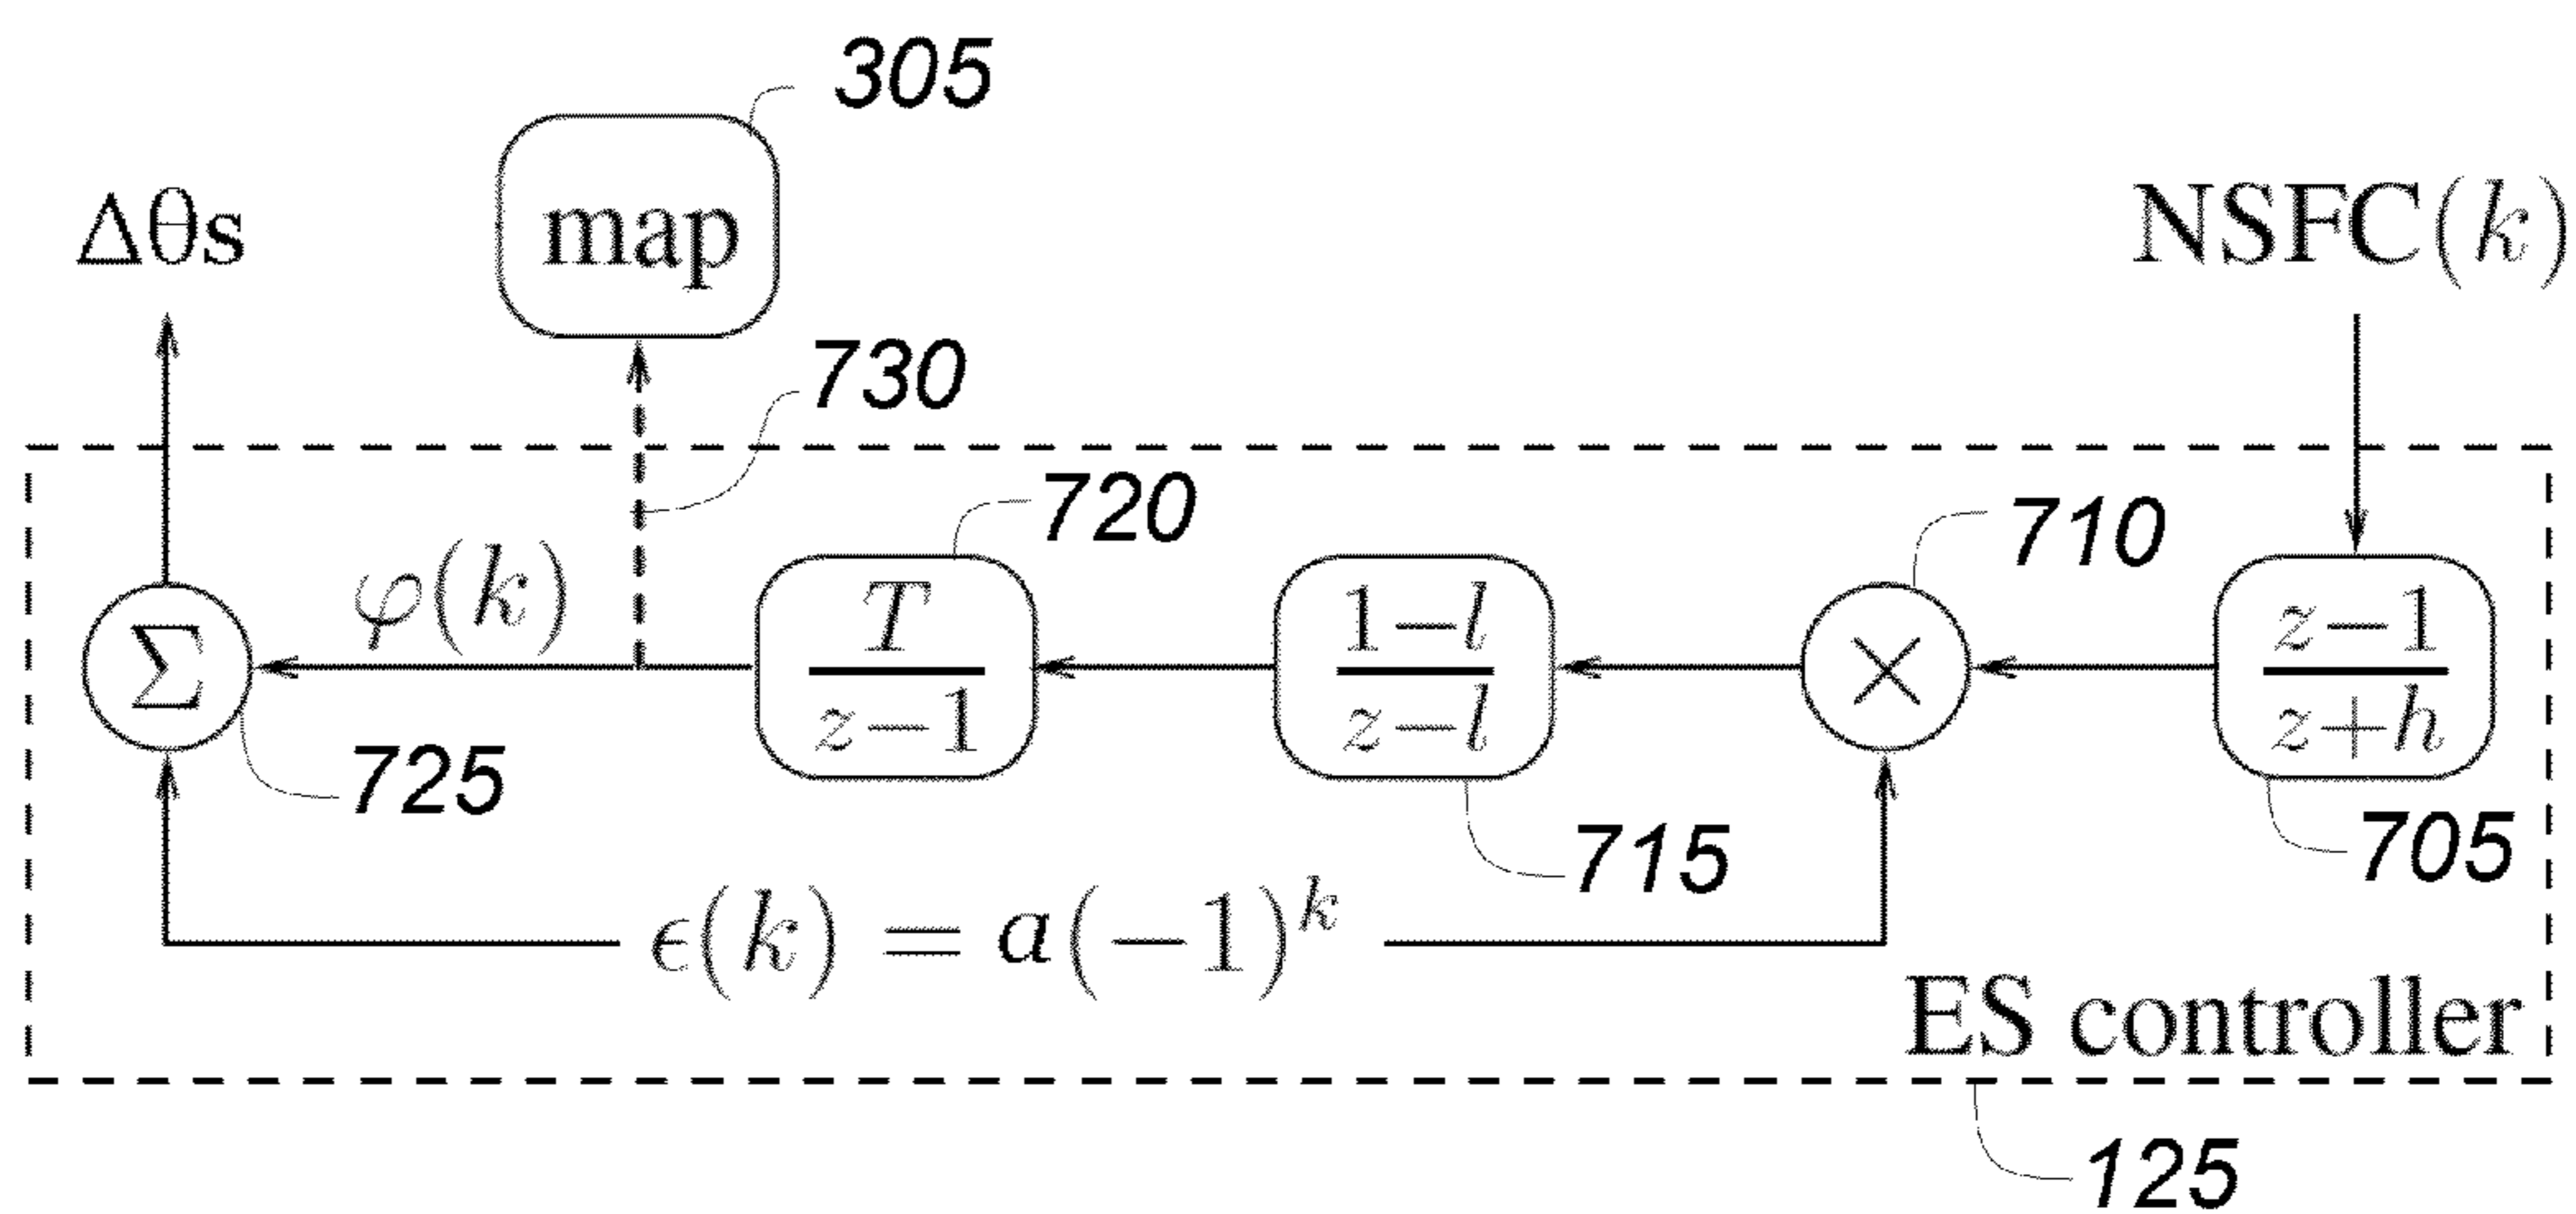 305
Δθs
map
NSFC(k)
730
720
710
φ(k)
Σ
T
z−1
1−l
z−l
×
z−1
z+h
725
715
705
ϵ(k) = a(−1)^k
ES controller
125